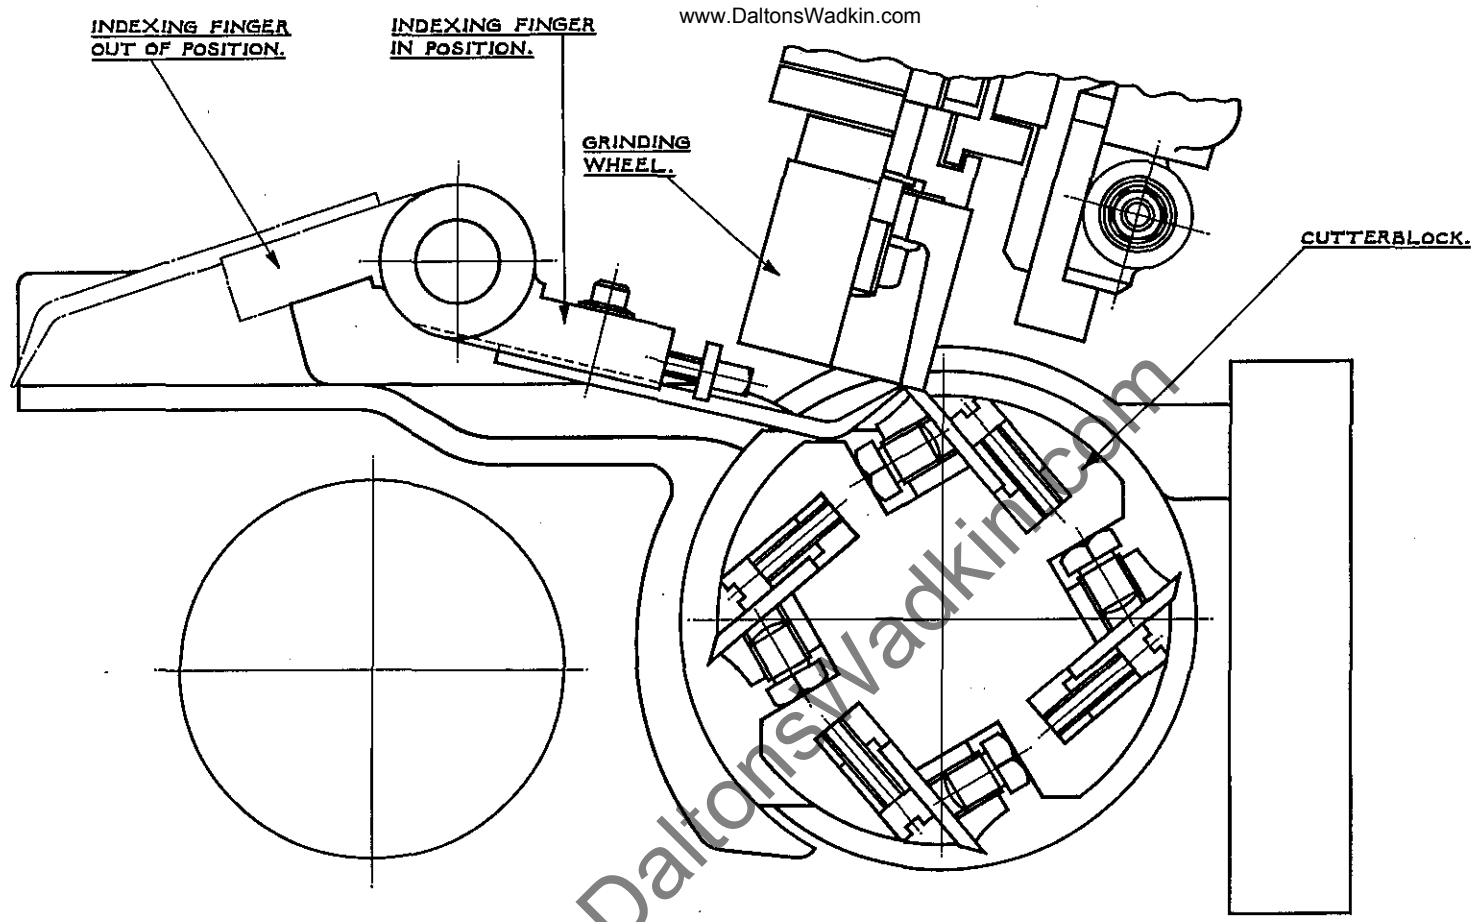 www.DaltonsWadkin.com
INDEXING FINGER
OUT OF POSITION.
INDEXING FINGER
IN POSITION.
GRINDING
WHEEL.
CUTTERBLOCK.
DaltonsWadkin.com